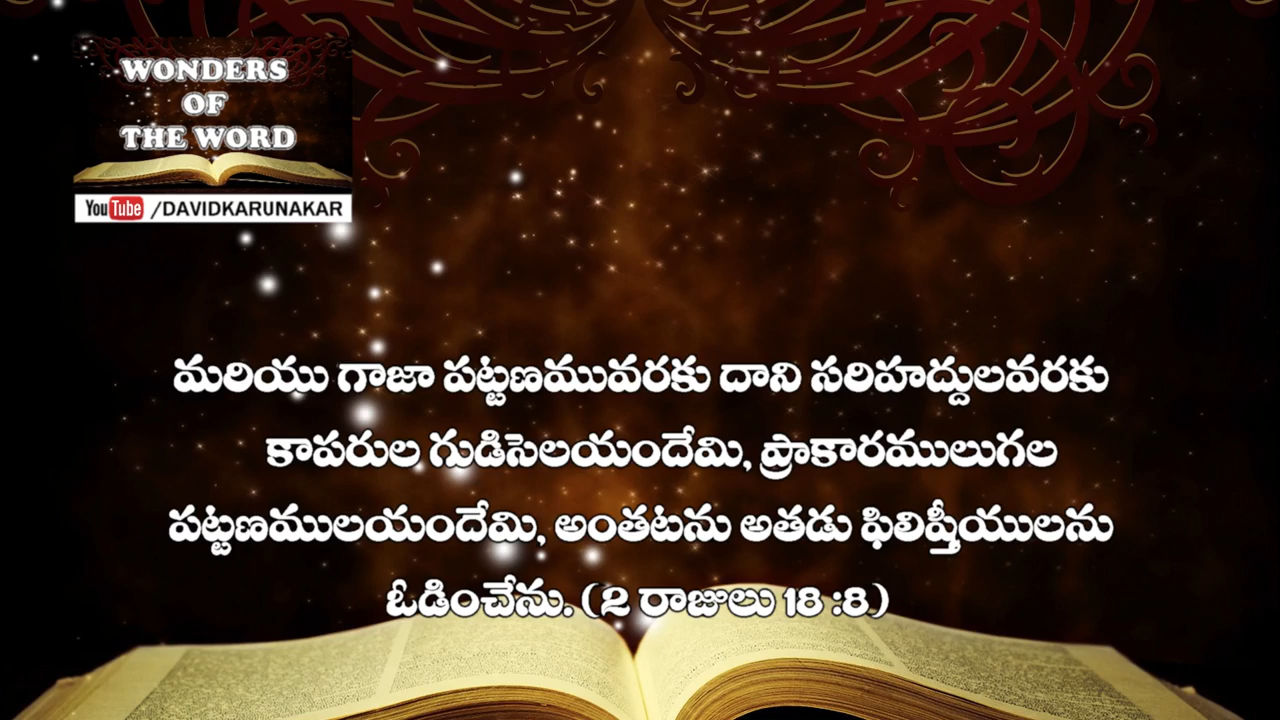 WONDERS
OF
THE WORD
YouTube /DAVIDKARUNAKAR
మరియు గాజా పట్టణమువరకు దాని సరిహద్దులవరకు
కాపరుల గుడిసెలయందేమి, ప్రాకారములుగల
పట్టణములయందేమి, అంతటను అతడు ఫిలిష్తీయులను
ఓడించేను. (2 రాజులు 18 :8)